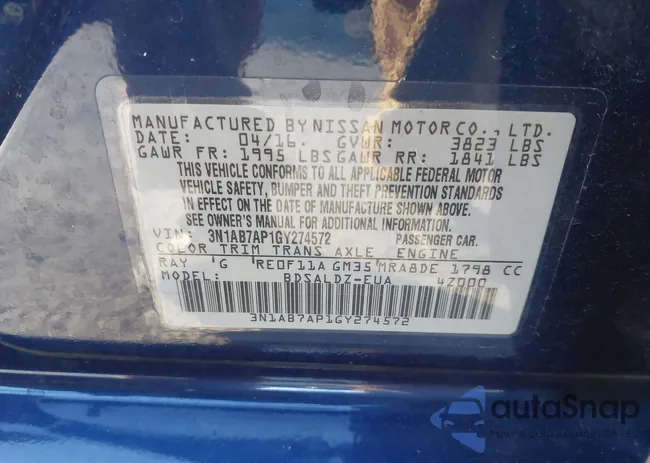 MANUFACTURED BY NISSAN MOTOR CO., LTD.
DATE: 04/16. GVWR: 3823 LBS
GAWR FR: 1995 LBS GAWR RR: 1841 LBS
THIS VEHICLE CONFORMS TO ALL APPLICABLE FEDERAL MOTOR
VEHICLE SAFETY, BUMPER AND THEFT PREVENTION STANDARDS
IN EFFECT ON THE DATE OF MANUFACTURE SHOWN ABOVE.
SEE OWNER'S MANUAL FOR ADDITIONAL INFORMATION.
VIN: 3N1AB7AP1GY274572 PASSENGER CAR.
COLOR TRIM TRANS AXLE ENGINE
RAY 'G 'RE0F11A GM35 'MRA8DE 1798 CC
MODEL: BDSALDZ-EUA 4Z000
3N1AB7AP1GY274572
autoSnap